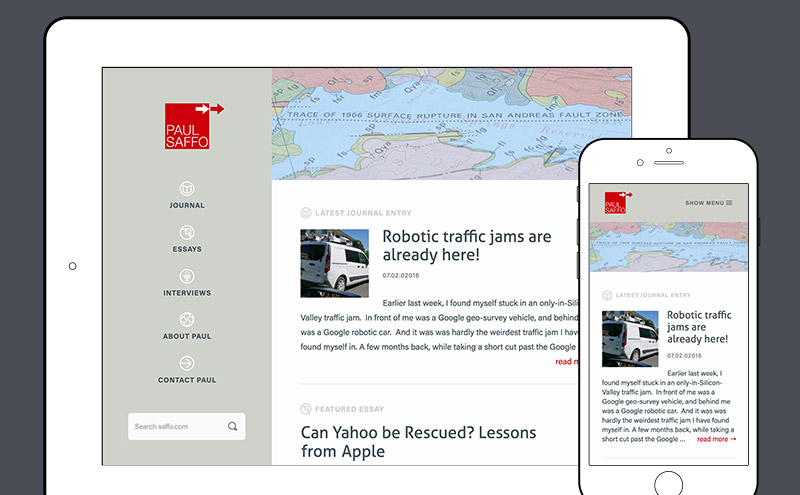 PAUL
SAFFO
JOURNAL
ESSAYS
INTERVIEWS
ABOUT PAUL
CONTACT PAUL
Search saffo.com
TRACE OF 1906 SURFACE RUPTURE IN SAN ANDREAS FAULT ZONE
LATEST JOURNAL ENTRY
Robotic traffic jams are
already here!
07.02.02016
Earlier last week, I found myself stuck in an only-in-Sili
Valley traffic jam. In front of me was a Google geo-survey vehicle, and behind
was a Google robotic car. And it was was hardly the weirdest traffic jam I have
found myself in. A few months back, while taking a short cut past the Google
read m
FEATURED ESSAY
Can Yahoo be Rescued? Lessons
from Apple
PAUL
SAFFO
SHOW MENU
LATEST JOURNAL ENTRY
Robotic traffic
jams are
already here!
07.02.02016
Earlier last week, I
found myself stuck in an only-in-Silicon-
Valley traffic jam. In front of me was a
Google geo-survey vehicle, and behind me
was a Google robotic car. And it was was
hardly the weirdest traffic jam I have found
myself in. A few months back, while taking a
short cut past the Google ... read more →